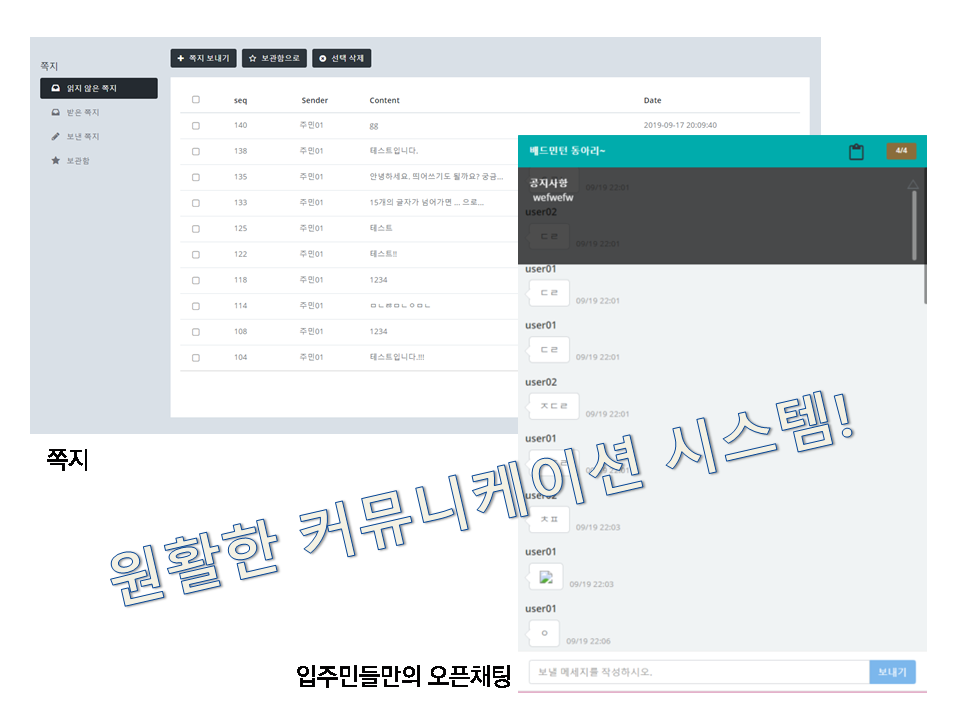 쪽지
쪽지 보내기 보관함으로 선택 삭제
읽지 않은 쪽지
받은 쪽지
보낸 쪽지
보관함
seq Sender Content Date
140 주민01 gg 2019-09-17 20:09:40
138 주민01 테스트입니다.
135 주민01 안녕하세요. 띄어쓰기도 될까요? 궁금...
133 주민01 15개의 글자가 넘어가면 ... 으로...
125 주민01 테스트
122 주민01 테스트!!
118 주민01 1234
114 주민01
108 주민01 1234
104 주민01 테스트입니다.!!!
쪽지
배드민턴 동아리~ 4/4
공지사항
wefwefw
09/19 22:01
user02
ㄷㄹ
09/19 22:01
user01
ㄷㄹ
09/19 22:01
user01
ㄷㄹ
09/19 22:01
user02
ㅈㄷㄹ
09/19 22:01
user01
09/19 22:01
user02
ㅈㅍ
09/19 22:03
user01
09/19 22:03
user01
ㅇ
09/19 22:06
보낼 메세지를 작성하시오. 보내기
원활한 커뮤니케이션 시스템!
입주민들만의 오픈채팅